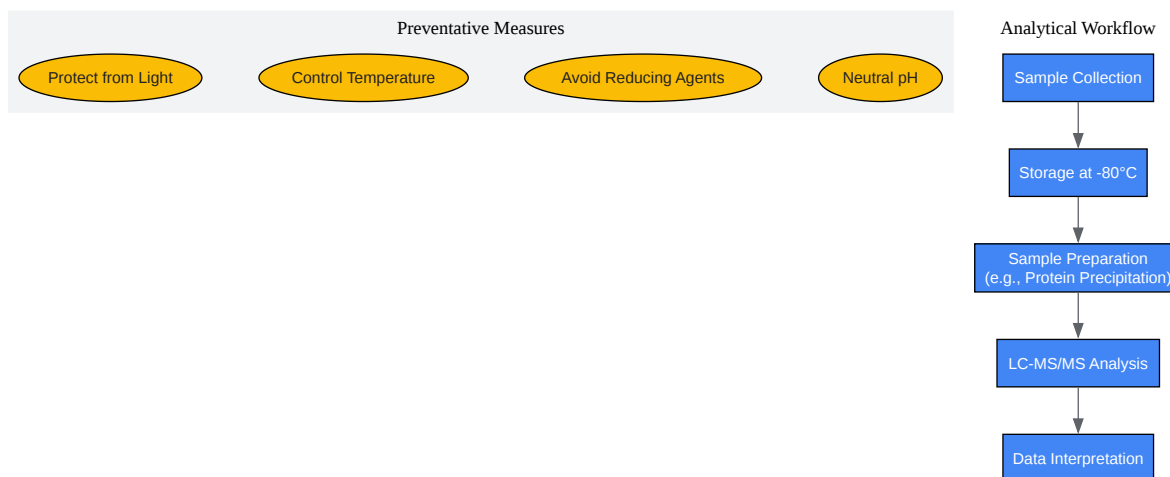 Preventative Measures
Protect from Light
Control Temperature
Avoid Reducing Agents
Neutral pH
Analytical Workflow
Sample Collection
Storage at -80°C
Sample Preparation
(e.g., Protein Precipitation)
LC-MS/MS Analysis
Data Interpretation